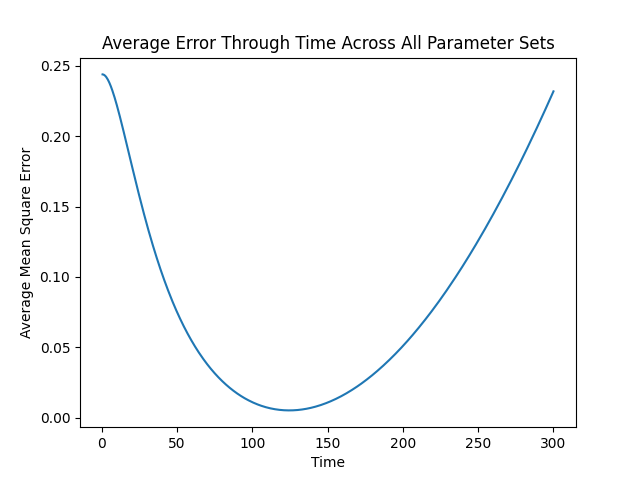 Average Error Through Time Across All Parameter Sets
Average Mean Square Error
0.25
0.20
0.15
0.10
0.05
0.00
0 50 100 150 200 250 300
Time